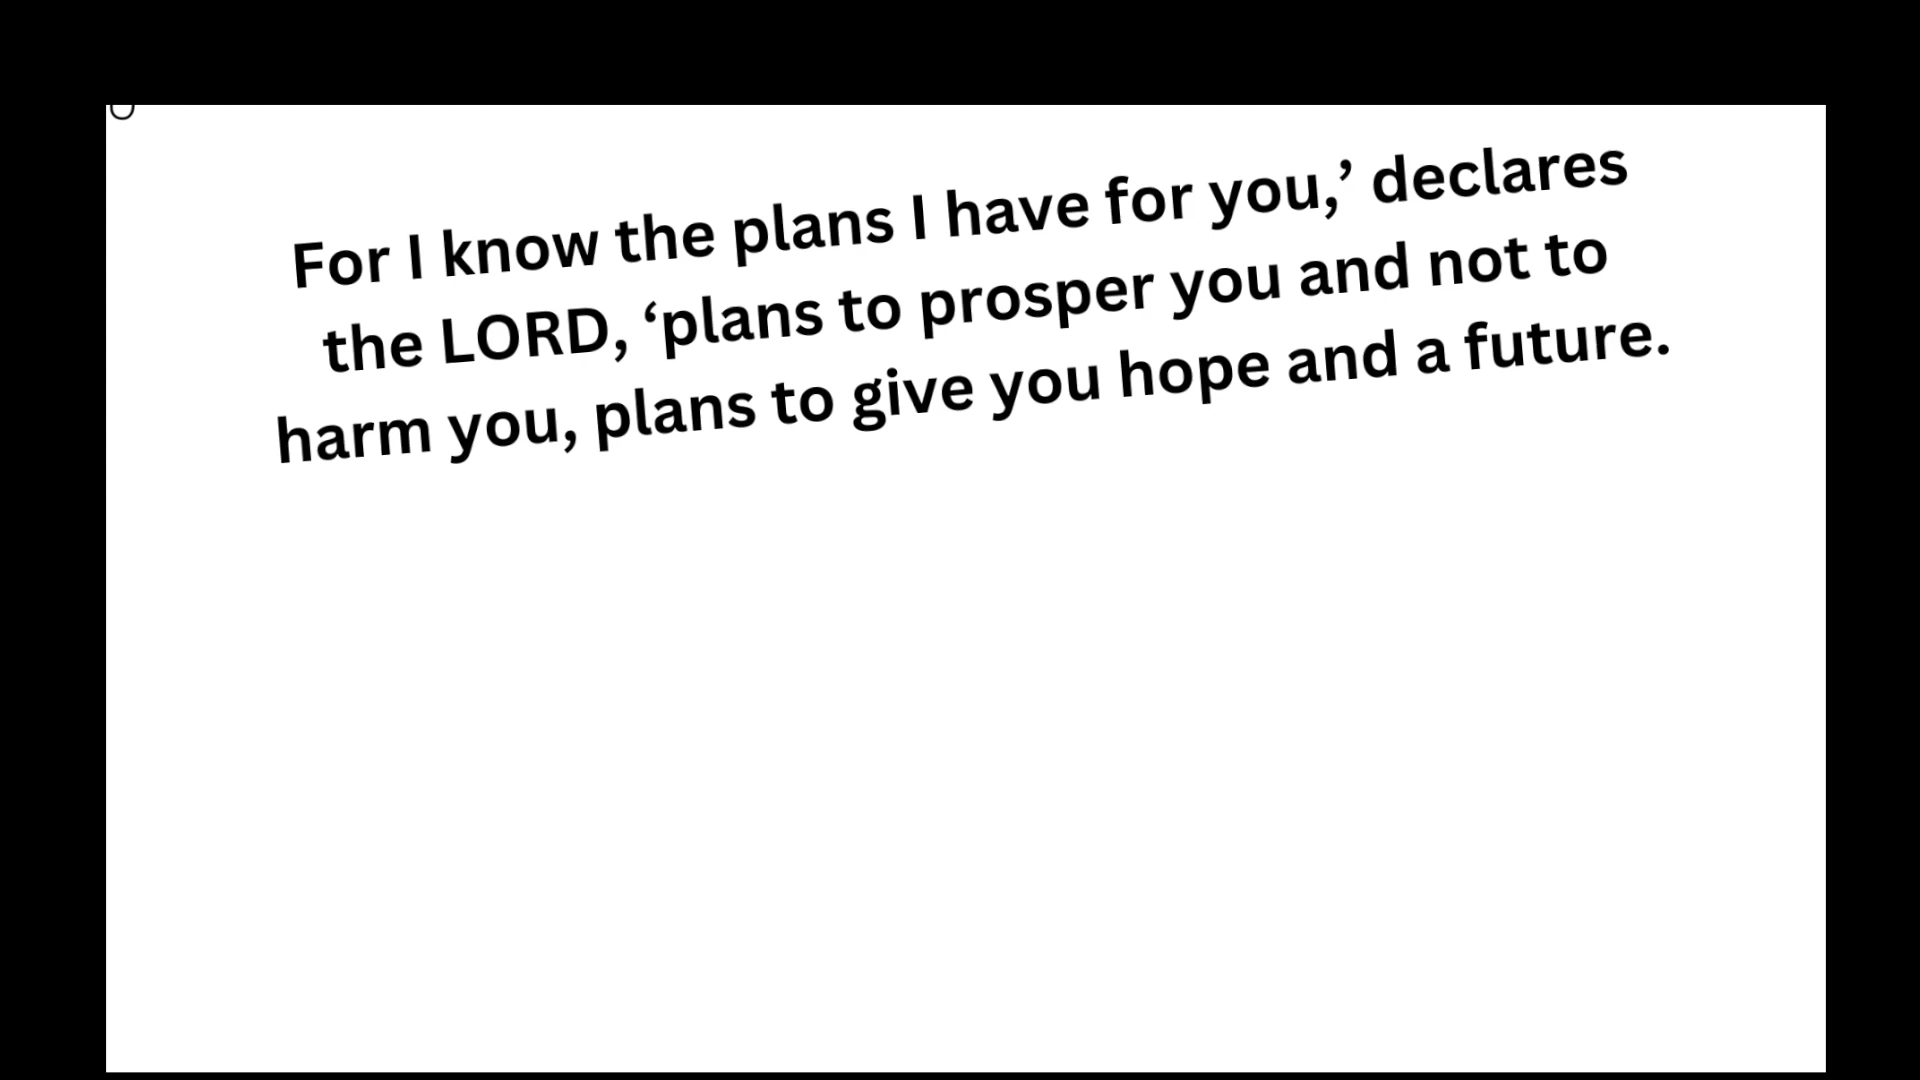 For I know the plans I have for you,’ declares
the LORD, ‘plans to prosper you and not to
harm you, plans to give you hope and a future.